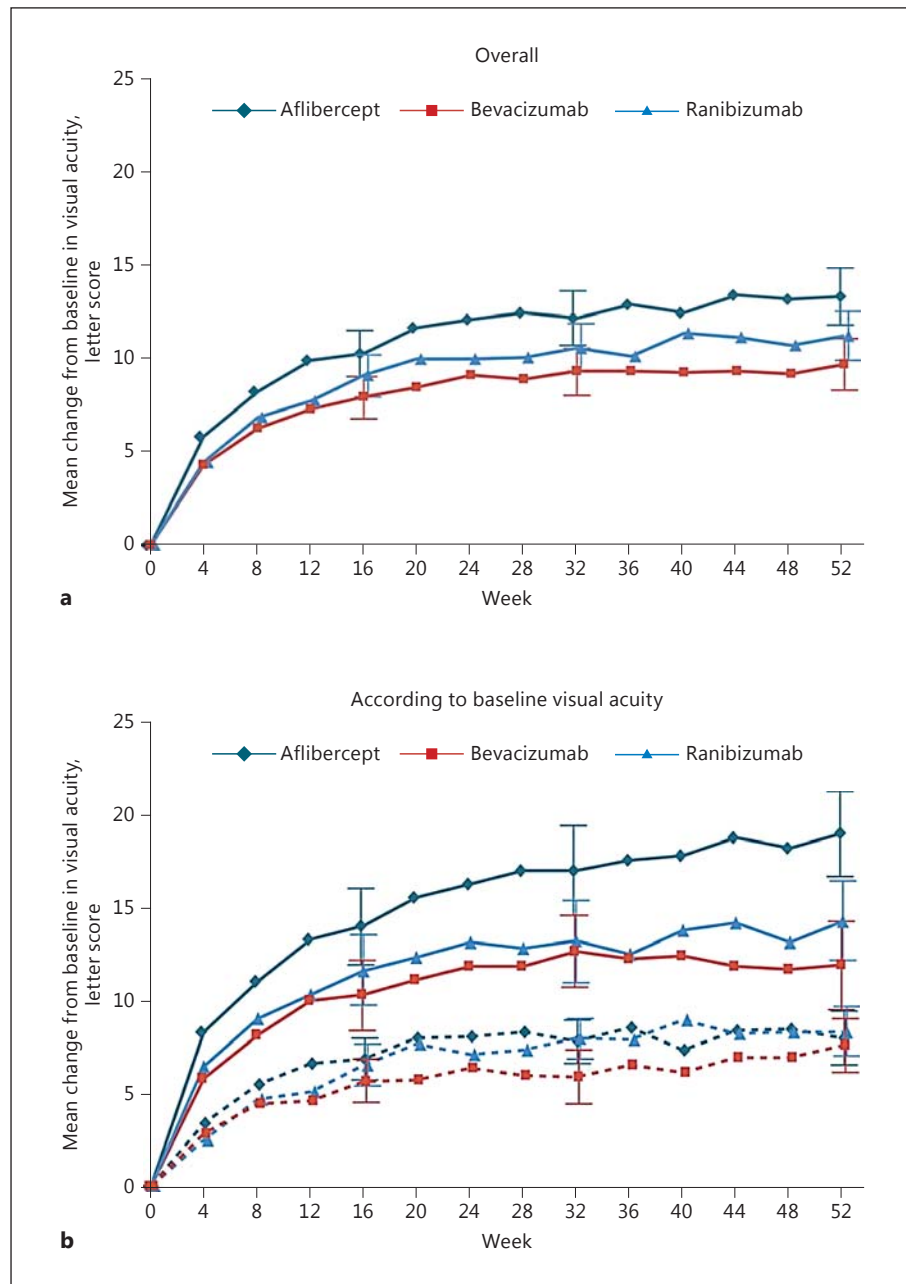 Overall
25
Aflibercept Bevacizumab Ranibizumab
20
15
10
5
0
Mean change from baseline in visual acuity,
letter score
0 4 8 12 16 20 24 28 32 36 40 44 48 52
a
Week
According to baseline visual acuity
25
Aflibercept Bevacizumab Ranibizumab
20
15
10
5
0
Mean change from baseline in visual acuity,
letter score
0 4 8 12 16 20 24 28 32 36 40 44 48 52
b
Week